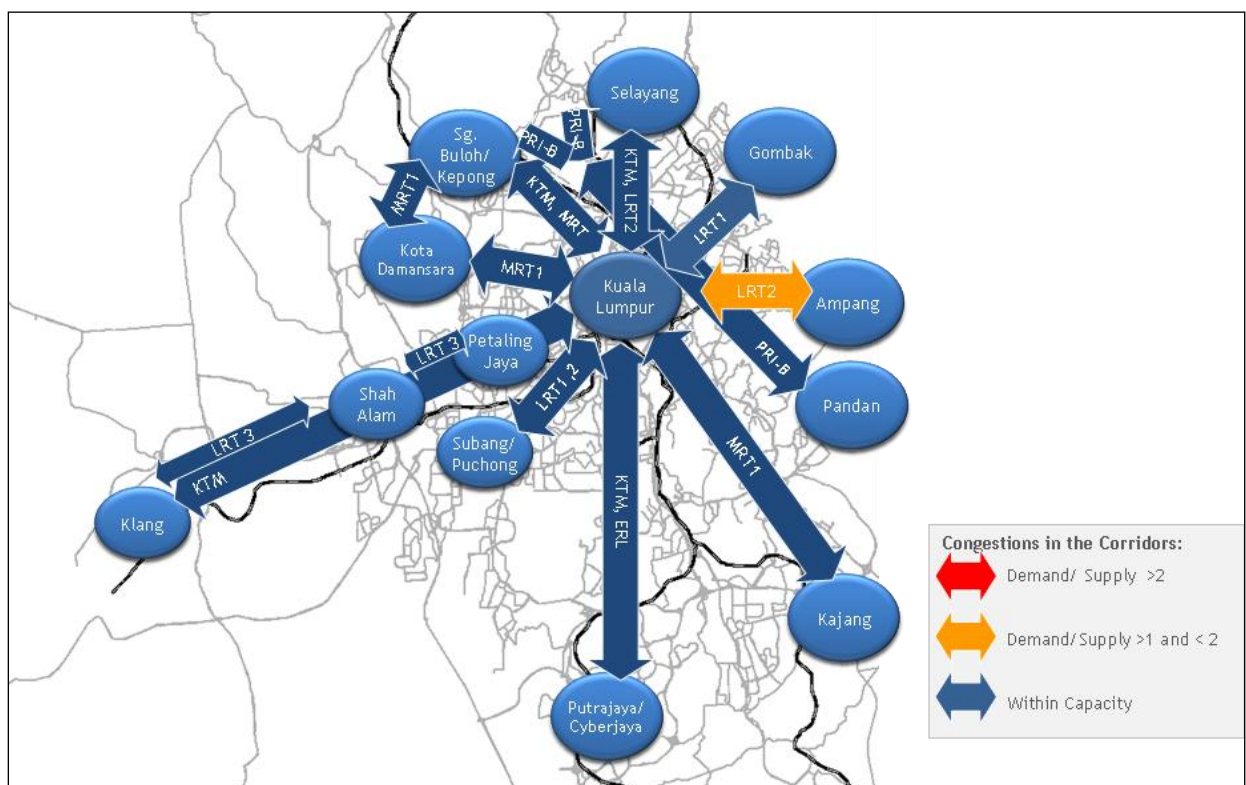 Selayang
Gombak
Sg.
Buloh/
Kepong
PRI-B
PRI-B
KTM, LRT2
LRT1
MRT1
KTM, MRT
Kota
Damansara
MRT1
Kuala
Lumpur
LRT2
Ampang
PRI-B
Pandan
LRT 3
Petaling
Jaya
Shah
Alam
LRT1,2
Subang/
Puchong
LRT 3
KTM
Klang
KTM, ERL
MRT1
Kajang
Putrajaya/
Cyberjaya
Congestions in the Corridors:
Demand/ Supply >2
Demand/ Supply >1 and < 2
Within Capacity